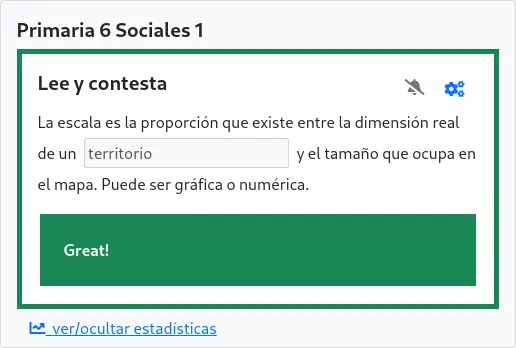 Primaria 6 Sociales 1
Lee y contesta
La escala es la proporción que existe entre la dimensión real
de un territorio y el tamaño que ocupa en
el mapa. Puede ser gráfica o numérica.
Great!
ver/ocultar estadísticas